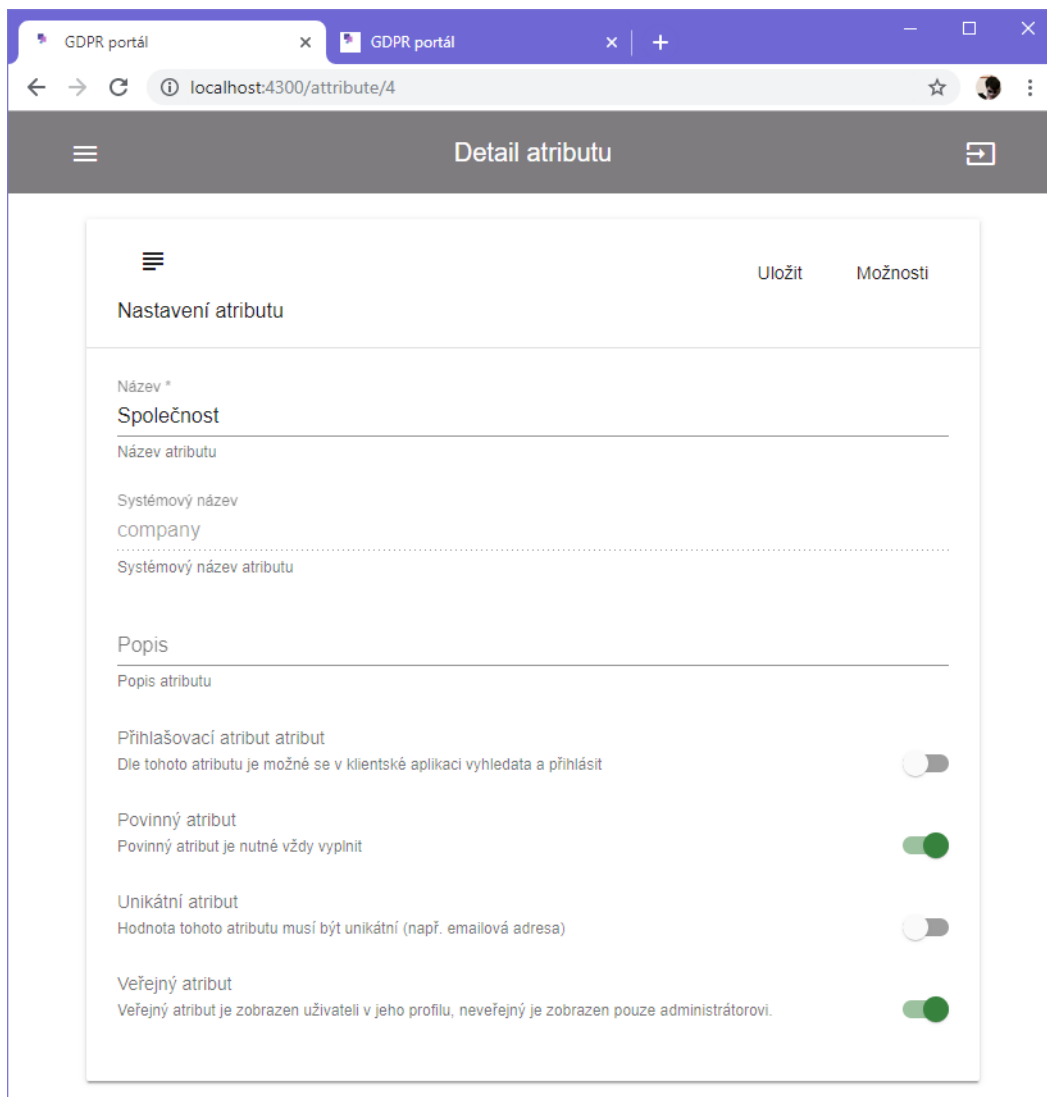 GDPR portál
GDPR portál
localhost:4300/attribute/4
Detail atributu
Uložit
Možnosti
Nastavení atributu
Název *
Společnost
Název atributu
Systémový název
company
Systémový název atributu
Popis
Popis atributu
Přihlašovací atribut atribut
Dle tohoto atributu je možné se v klientské aplikaci vyhledata a přihlásit
Povinný atribut
Povinný atribut je nutné vždy vyplnit
Unikátní atribut
Hodnota tohoto atributu musí být unikátní (např. emailová adresa)
Veřejný atribut
Veřejný atribut je zobrazen uživateli v jeho profilu, neveřejný je zobrazen pouze administrátorovi.